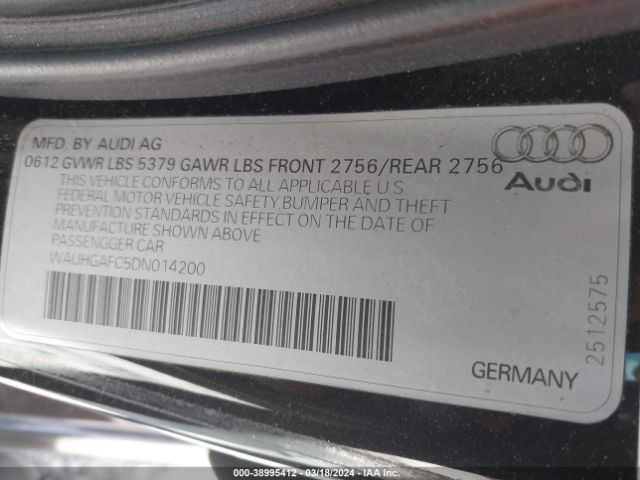 MFD. BY AUDI AG
0612 GVWR LBS 5379 GAWR LBS FRONT 2756/REAR 2756
THIS VEHICLE CONFORMS TO ALL APPLICABLE U S
FEDERAL MOTOR VEHICLE SAFETY BUMPER AND THEFT
PREVENTION STANDARDS IN EFFECT ON THE DATE OF
MANUFACTURE SHOWN ABOVE
PASSENGGER CAR
WAUHGAFC5DN014200
Audi
2512575
GERMANY
000-38995412 - 03/18/2024 - IAA Inc.